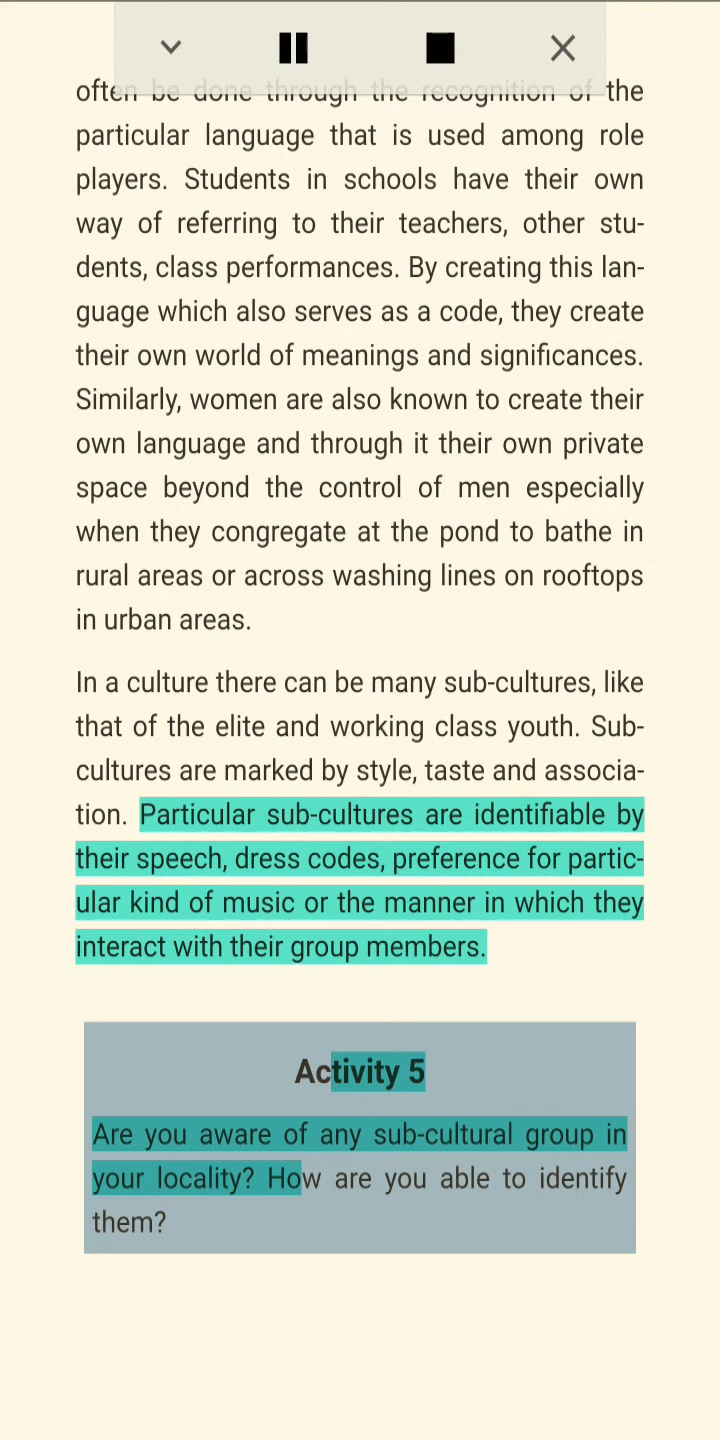 often be done through the recognition of the
particular language that is used among role
players. Students in schools have their own
way of referring to their teachers, other stu-
dents, class performances. By creating this lan-
guage which also serves as a code, they create
their own world of meanings and significances.
Similarly, women are also known to create their
own language and through it their own private
space beyond the control of men especially
when they congregate at the pond to bathe in
rural areas or across washing lines on rooftops
in urban areas.
In a culture there can be many sub-cultures, like
that of the elite and working class youth. Sub-
cultures are marked by style, taste and associa-
tion. Particular sub-cultures are identifiable by
their speech, dress codes, preference for partic-
ular kind of music or the manner in which they
interact with their group members.
Activity 5
Are you aware of any sub-cultural group in
your locality? How are you able to identify
them?